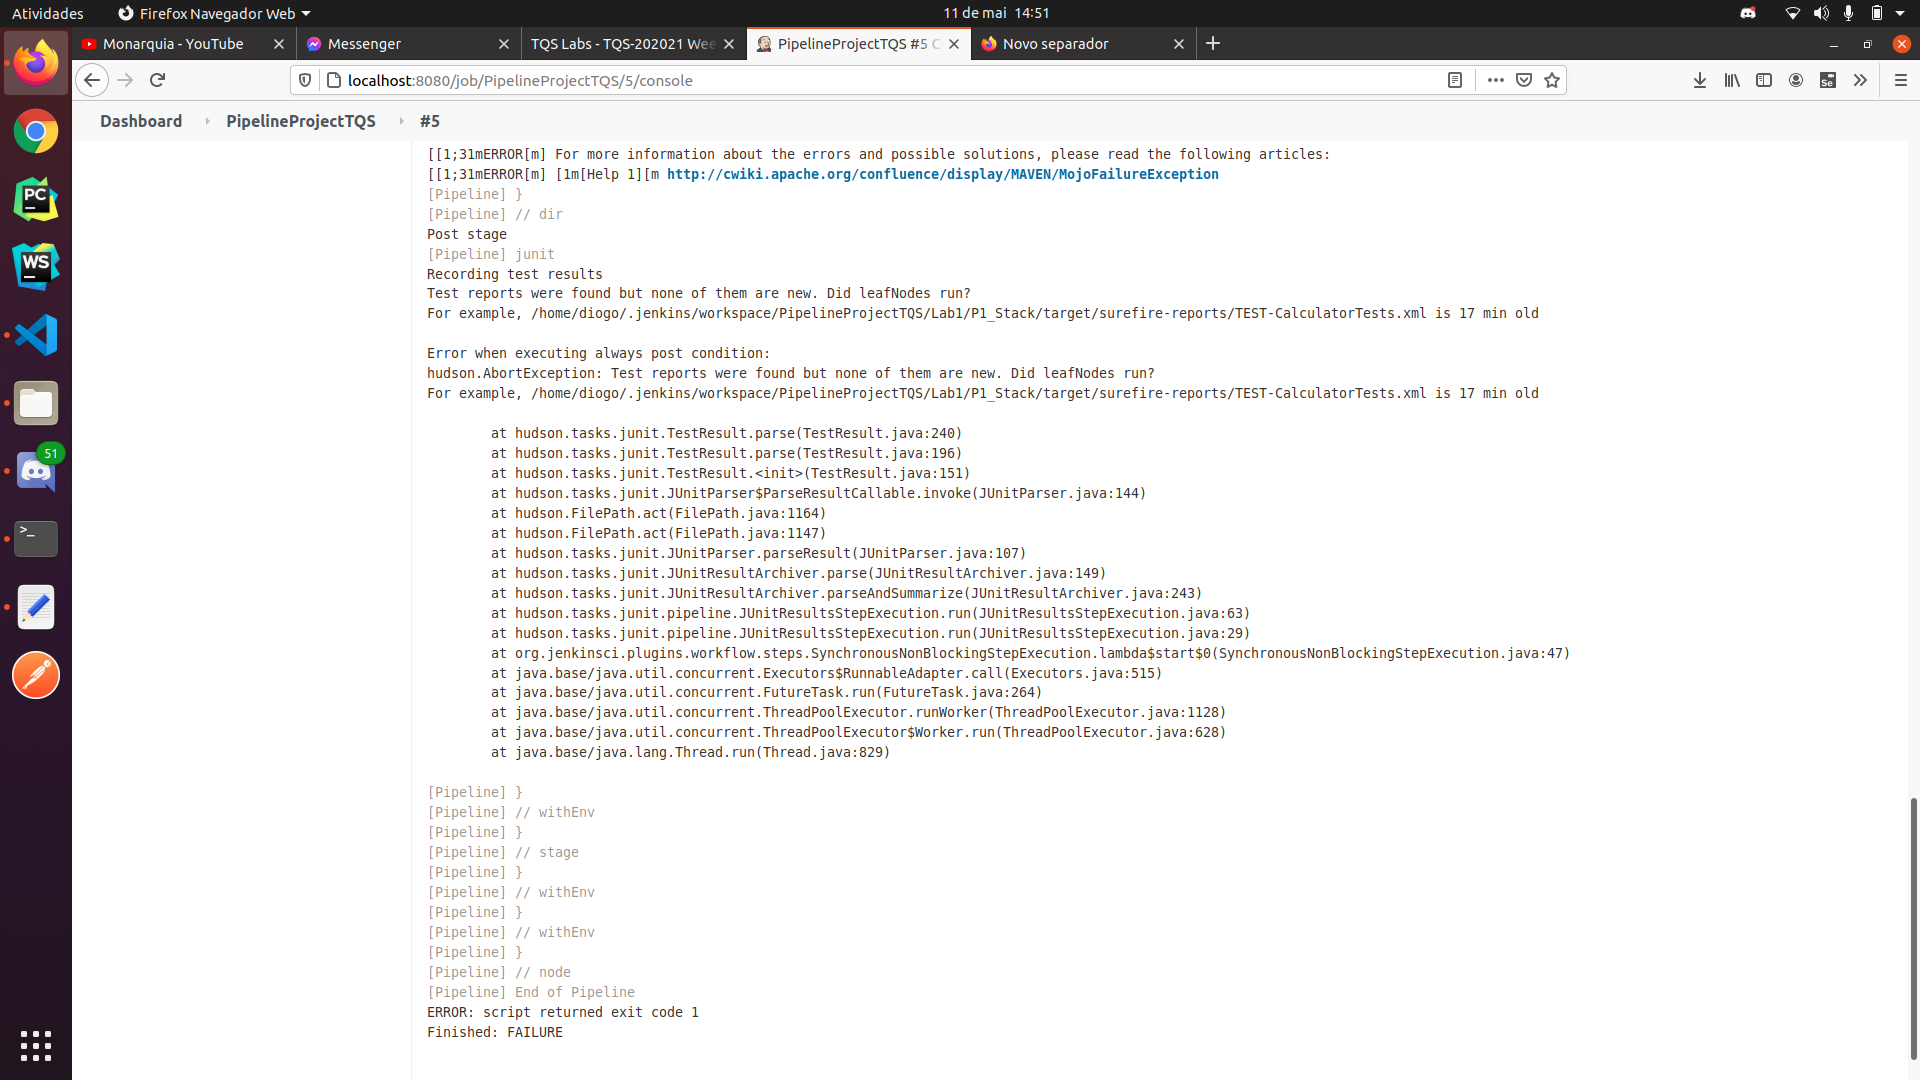 Atividades
Firefox Navegador Web
11 de mai 14:51
Monarquia - YouTube
Messenger
TQS Labs - TQS-202021 Wee
PipelineProjectTQS #5 C
Novo separador
localhost:8080/job/PipelineProjectTQS/5/console
Se
Dashboard
PipelineProjectTQS
#5
PC
WS
51
>_
[[1;31mERROR[m] For more information about the errors and possible solutions, please read the following articles:
[[1;31mERROR[m] [1m[Help 1][m http://cwiki.apache.org/confluence/display/MAVEN/MojoFailureException
[Pipeline] }
[Pipeline] // dir
Post stage
[Pipeline] junit
Recording test results
Test reports were found but none of them are new. Did leafNodes run?
For example, /home/diogo/.jenkins/workspace/PipelineProjectTQS/Lab1/P1_Stack/target/surefire-reports/TEST-CalculatorTests.xml is 17 min old
Error when executing always post condition:
hudson.AbortException: Test reports were found but none of them are new. Did leafNodes run?
For example, /home/diogo/.jenkins/workspace/PipelineProjectTQS/Lab1/P1_Stack/target/surefire-reports/TEST-CalculatorTests.xml is 17 min old
at hudson.tasks.junit.TestResult.parse(TestResult.java:240)
at hudson.tasks.junit.TestResult.parse(TestResult.java:196)
at hudson.tasks.junit.TestResult.<init>(TestResult.java:151)
at hudson.tasks.junit.JUnitParser$ParseResultCallable.invoke(JUnitParser.java:144)
at hudson.FilePath.act(FilePath.java:1164)
at hudson.FilePath.act(FilePath.java:1147)
at hudson.tasks.junit.JUnitParser.parseResult(JUnitParser.java:107)
at hudson.tasks.junit.JUnitResultArchiver.parse(JUnitResultArchiver.java:149)
at hudson.tasks.junit.JUnitResultArchiver.parseAndSummarize(JUnitResultArchiver.java:243)
at hudson.tasks.junit.pipeline.JUnitResultsStepExecution.run(JUnitResultsStepExecution.java:63)
at hudson.tasks.junit.pipeline.JUnitResultsStepExecution.run(JUnitResultsStepExecution.java:29)
at org.jenkinsci.plugins.workflow.steps.SynchronousNonBlockingStepExecution.lambda$start$0(SynchronousNonBlockingStepExecution.java:47)
at java.base/java.util.concurrent.Executors$RunnableAdapter.call(Executors.java:515)
at java.base/java.util.concurrent.FutureTask.run(FutureTask.java:264)
at java.base/java.util.concurrent.ThreadPoolExecutor.runWorker(ThreadPoolExecutor.java:1128)
at java.base/java.util.concurrent.ThreadPoolExecutor$Worker.run(ThreadPoolExecutor.java:628)
at java.base/java.lang.Thread.run(Thread.java:829)
[Pipeline] }
[Pipeline] // withEnv
[Pipeline] }
[Pipeline] // stage
[Pipeline] }
[Pipeline] // withEnv
[Pipeline] }
[Pipeline] // withEnv
[Pipeline] }
[Pipeline] // node
[Pipeline] End of Pipeline
ERROR: script returned exit code 1
Finished: FAILURE